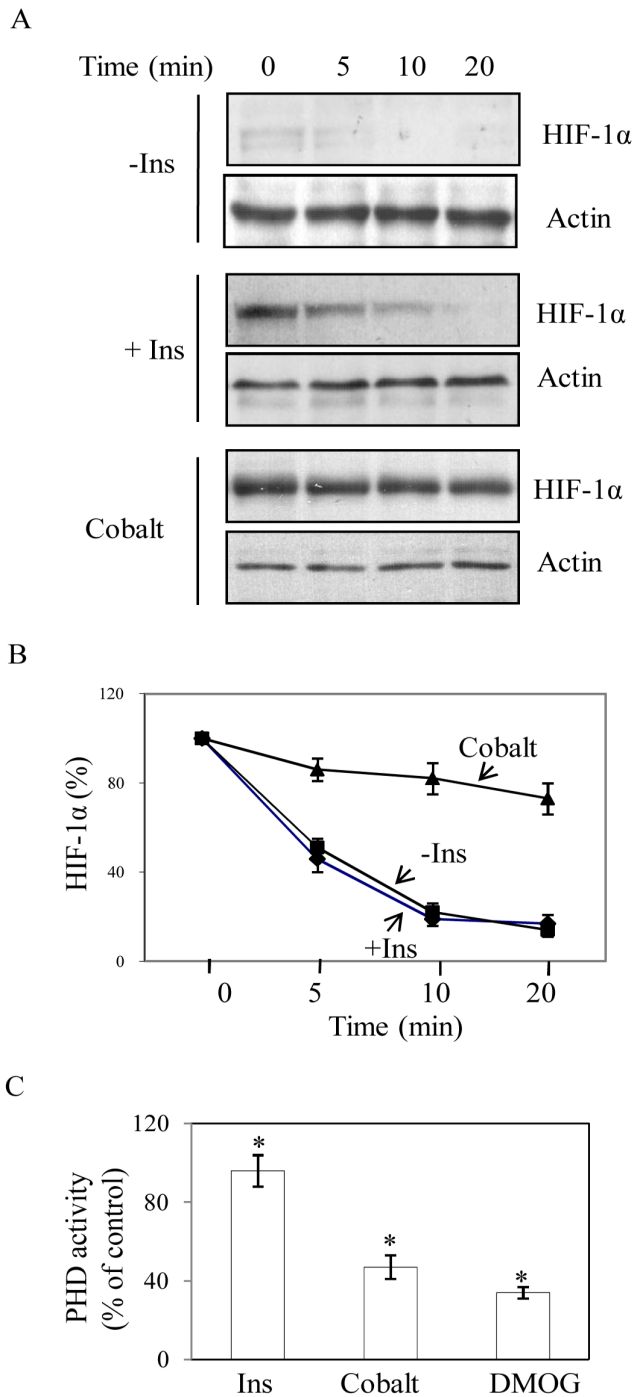 A
Time (min) 0 5 10 20
HIF-1α
-Ins
Actin
HIF-1α
+ Ins
Actin
HIF-1α
Cobalt
Actin
B
120
80
40
0
HIF-1α (%)
Cobalt
-Ins
+Ins
0 5 10 20
Time (min)
C
120
80
40
0
PHD activity
(% of control)
* * *
Ins Cobalt DMOG